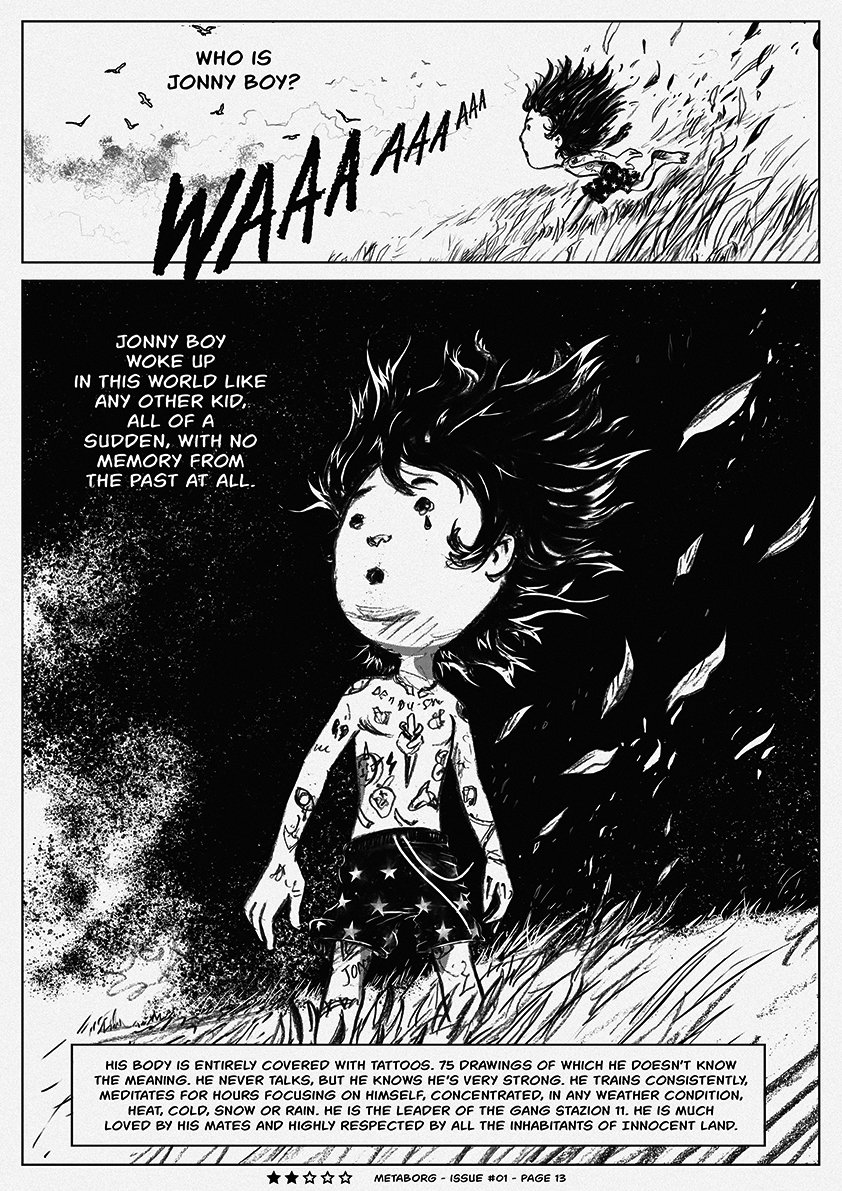 WHO IS
JONNY BOY?
WAAAAAAAAA
JONNY BOY
WOKE UP
IN THIS WORLD LIKE
ANY OTHER KID,
ALL OF A
SUDDEN, WITH NO
MEMORY FROM
THE PAST AT ALL.
HIS BODY IS ENTIRELY COVERED WITH TATTOOS. 75 DRAWINGS OF WHICH HE DOESN'T KNOW
THE MEANING. HE NEVER TALKS, BUT HE KNOWS HE'S VERY STRONG. HE TRAINS CONSISTENTLY,
MEDITATES FOR HOURS FOCUSING ON HIMSELF, CONCENTRATED, IN ANY WEATHER CONDITION,
HEAT, COLD, SNOW OR RAIN. HE IS THE LEADER OF THE GANG STAZION 11. HE IS MUCH
LOVED BY HIS MATES AND HIGHLY RESPECTED BY ALL THE INHABITANTS OF INNOCENT LAND.
METABORG - ISSUE #01 - PAGE 13